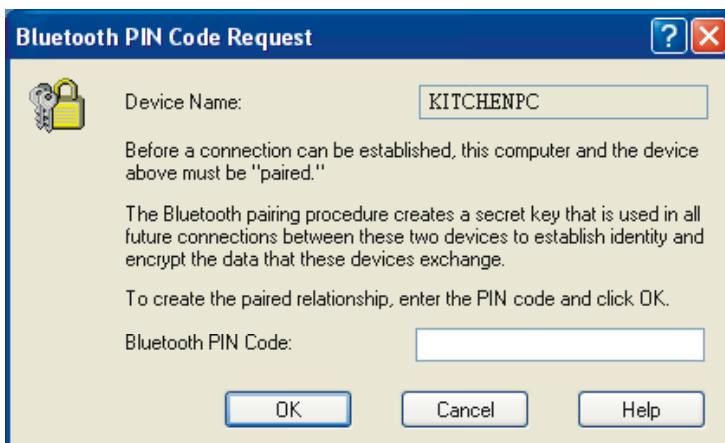 Bluetooth PIN Code Request
Device Name: KITCHENPC
Before a connection can be established, this computer and the device
above must be "paired."
The Bluetooth pairing procedure creates a secret key that is used in all
future connections between these two devices to establish identity and
encrypt the data that these devices exchange.
To create the paired relationship, enter the PIN code and click OK.
Bluetooth PIN Code:
OK Cancel Help